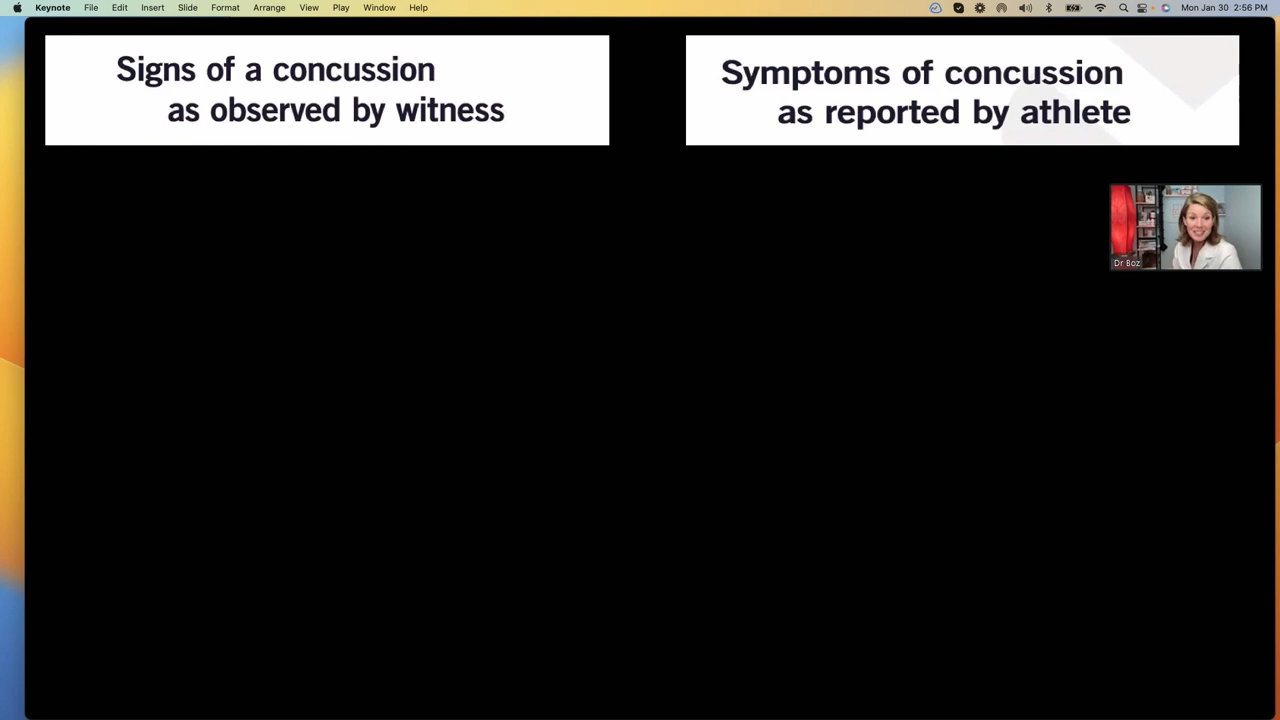 Keynote File Edit Insert Slide Format Arrange View Play Window Help Mon Jan 30 2:56 PM
Signs of a concussion
as observed by witness
Symptoms of concussion
as reported by athlete
Dr Boz